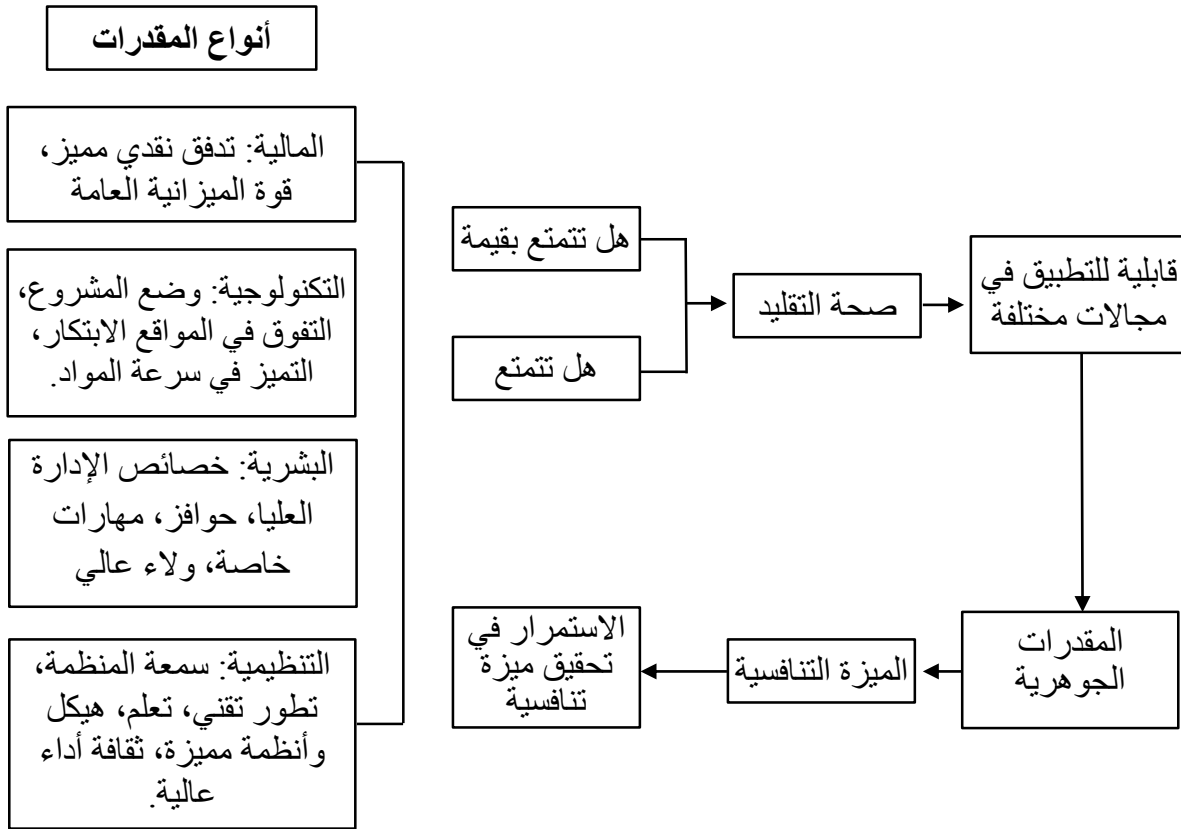 أنواع المقدرات
المالية: تدفق نقدي مميز،
قوة الميزانية العامة
التكنولوجية: وضع المشروع،
التفوق في المواقع الابتكار،
التميز في سرعة المواد.
البشرية: خصائص الإدارة
العليا، حوافز، مهارات
خاصة، ولاء عالي
التنظيمية: سمعة المنظمة،
تطور تقني، تعلم، هيكل
وأنظمة مميزة، ثقافة أداء
عالية.
هل تتمتع بقيمة
هل تتمتع
صحة التقليد
قابلية للتطبيق في
مجالات مختلفة
المقدرات
الجوهرية
الميزة التنافسية
الاستمرار في
تحقيق ميزة
تنافسية